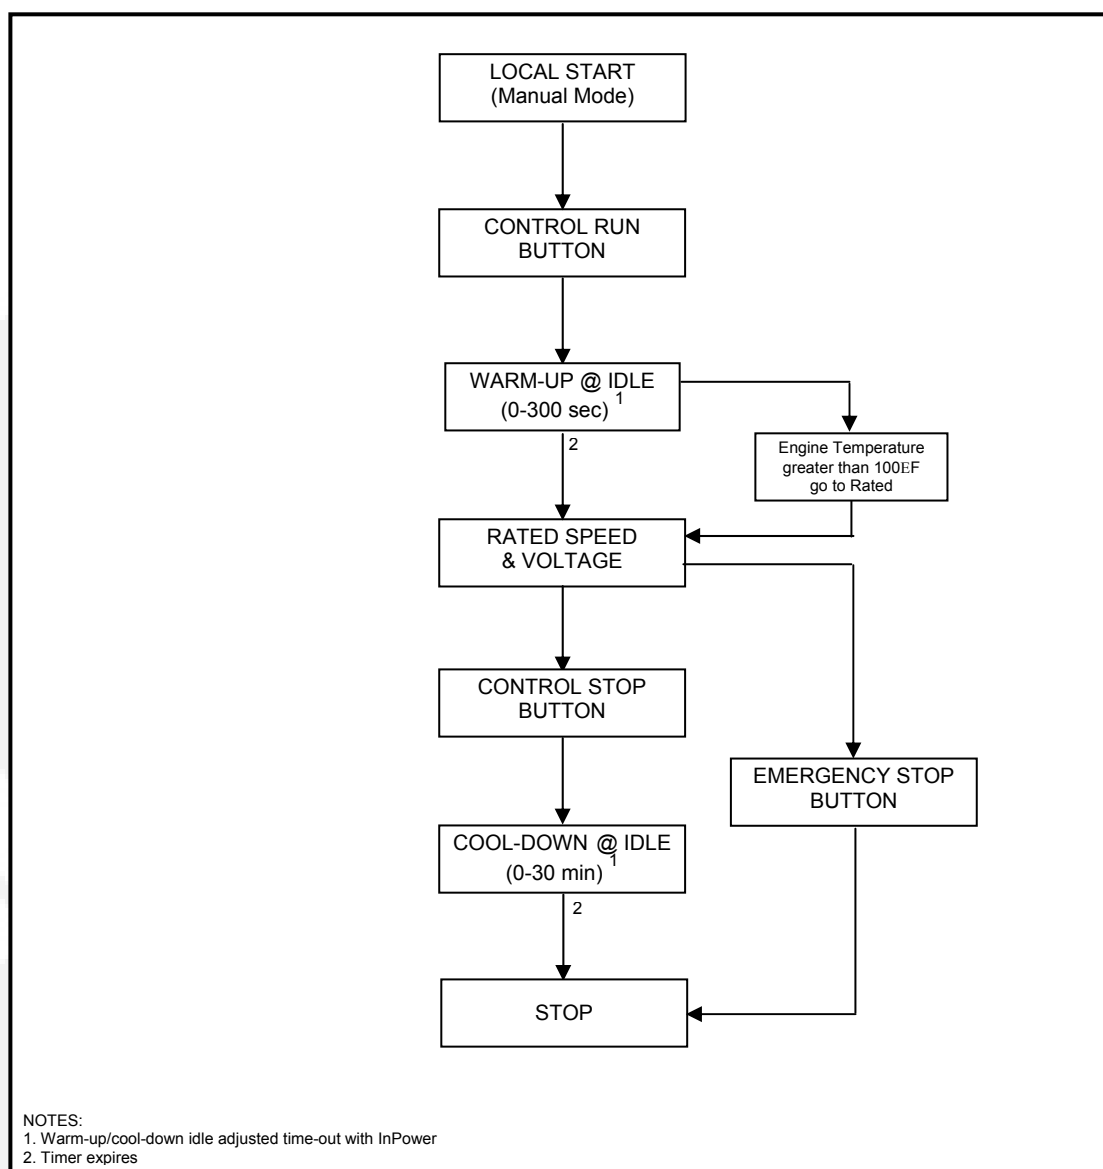 LOCAL START
(Manual Mode)
CONTROL RUN
BUTTON
WARM-UP @ IDLE
(0-300 sec) 1
2
Engine Temperature
greater than 100EF
go to Rated
RATED SPEED
& VOLTAGE
CONTROL STOP
BUTTON
EMERGENCY STOP
BUTTON
COOL-DOWN @ IDLE
(0-30 min) 1
2
STOP
NOTES:
1. Warm-up/cool-down idle adjusted time-out with InPower
2. Timer expires